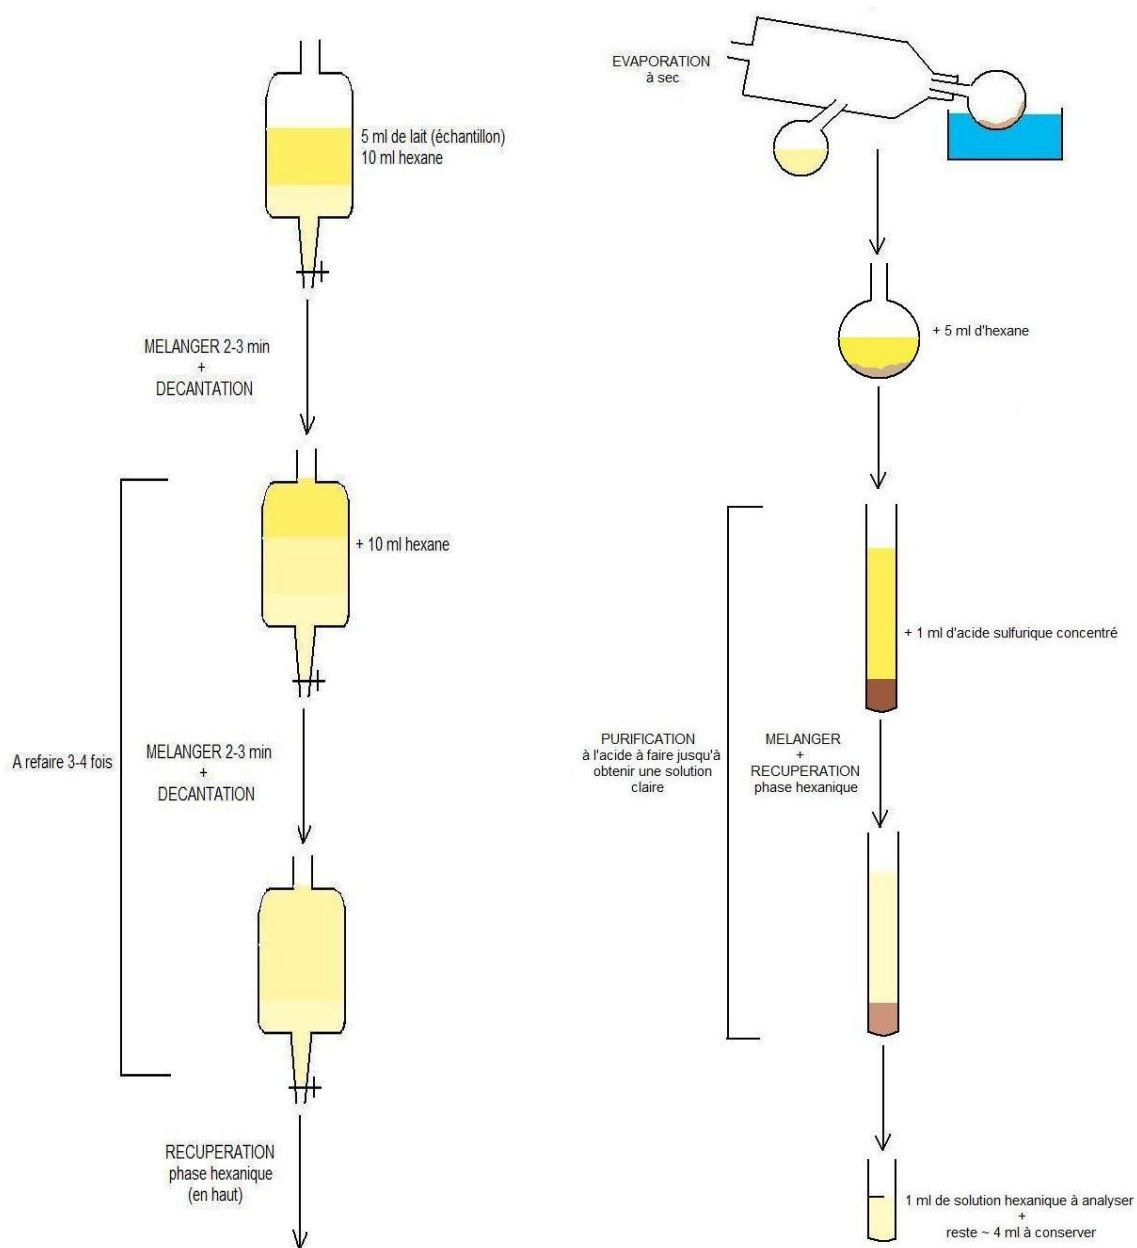 5 ml de lait (échantillon)
10 ml hexane
MELANGER 2-3 min
+
DECANTATION
+ 10 ml hexane
A refaire 3-4 fois
MELANGER 2-3 min
+
DECANTATION
RECUPERATION
phase hexanique
(en haut)
EVAPORATION
à sec
+ 5 ml d'hexane
+ 1 ml d'acide sulfurique concentré
PURIFICATION
à l'acide à faire jusqu'à
obtenir une solution
claire
MELANGER
+
RECUPERATION
phase hexanique
1 ml de solution hexanique à analyser
+
reste ~ 4 ml à conserver